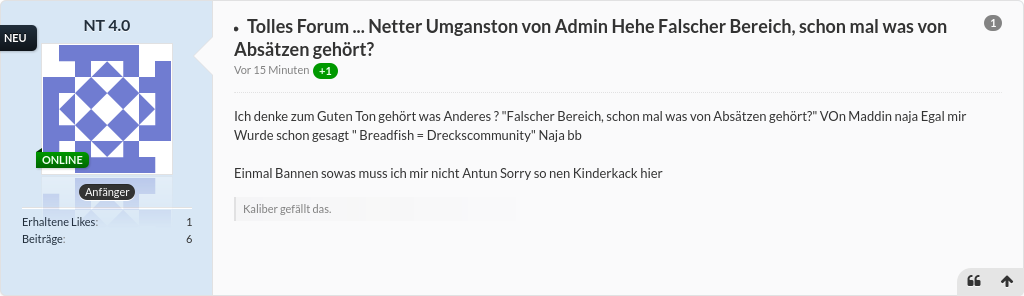 NEU
NT 4.0
ONLINE
Anfänger
Erhaltene Likes: 1
Beiträge: 6
• Tolles Forum ... Netter Umganston von Admin Hehe Falscher Bereich, schon mal was von
Absätzen gehört?
1
Vor 15 Minuten +1
Ich denke zum Guten Ton gehört was Anderes ? "Falscher Bereich, schon mal was von Absätzen gehört?" VOn Maddin naja Egal mir
Wurde schon gesagt " Breadfish = Dreckscommunity" Naja bb
Einmal Bannen sowas muss ich mir nicht Antun Sorry so nen Kinderkack hier
Kaliber gefällt das.